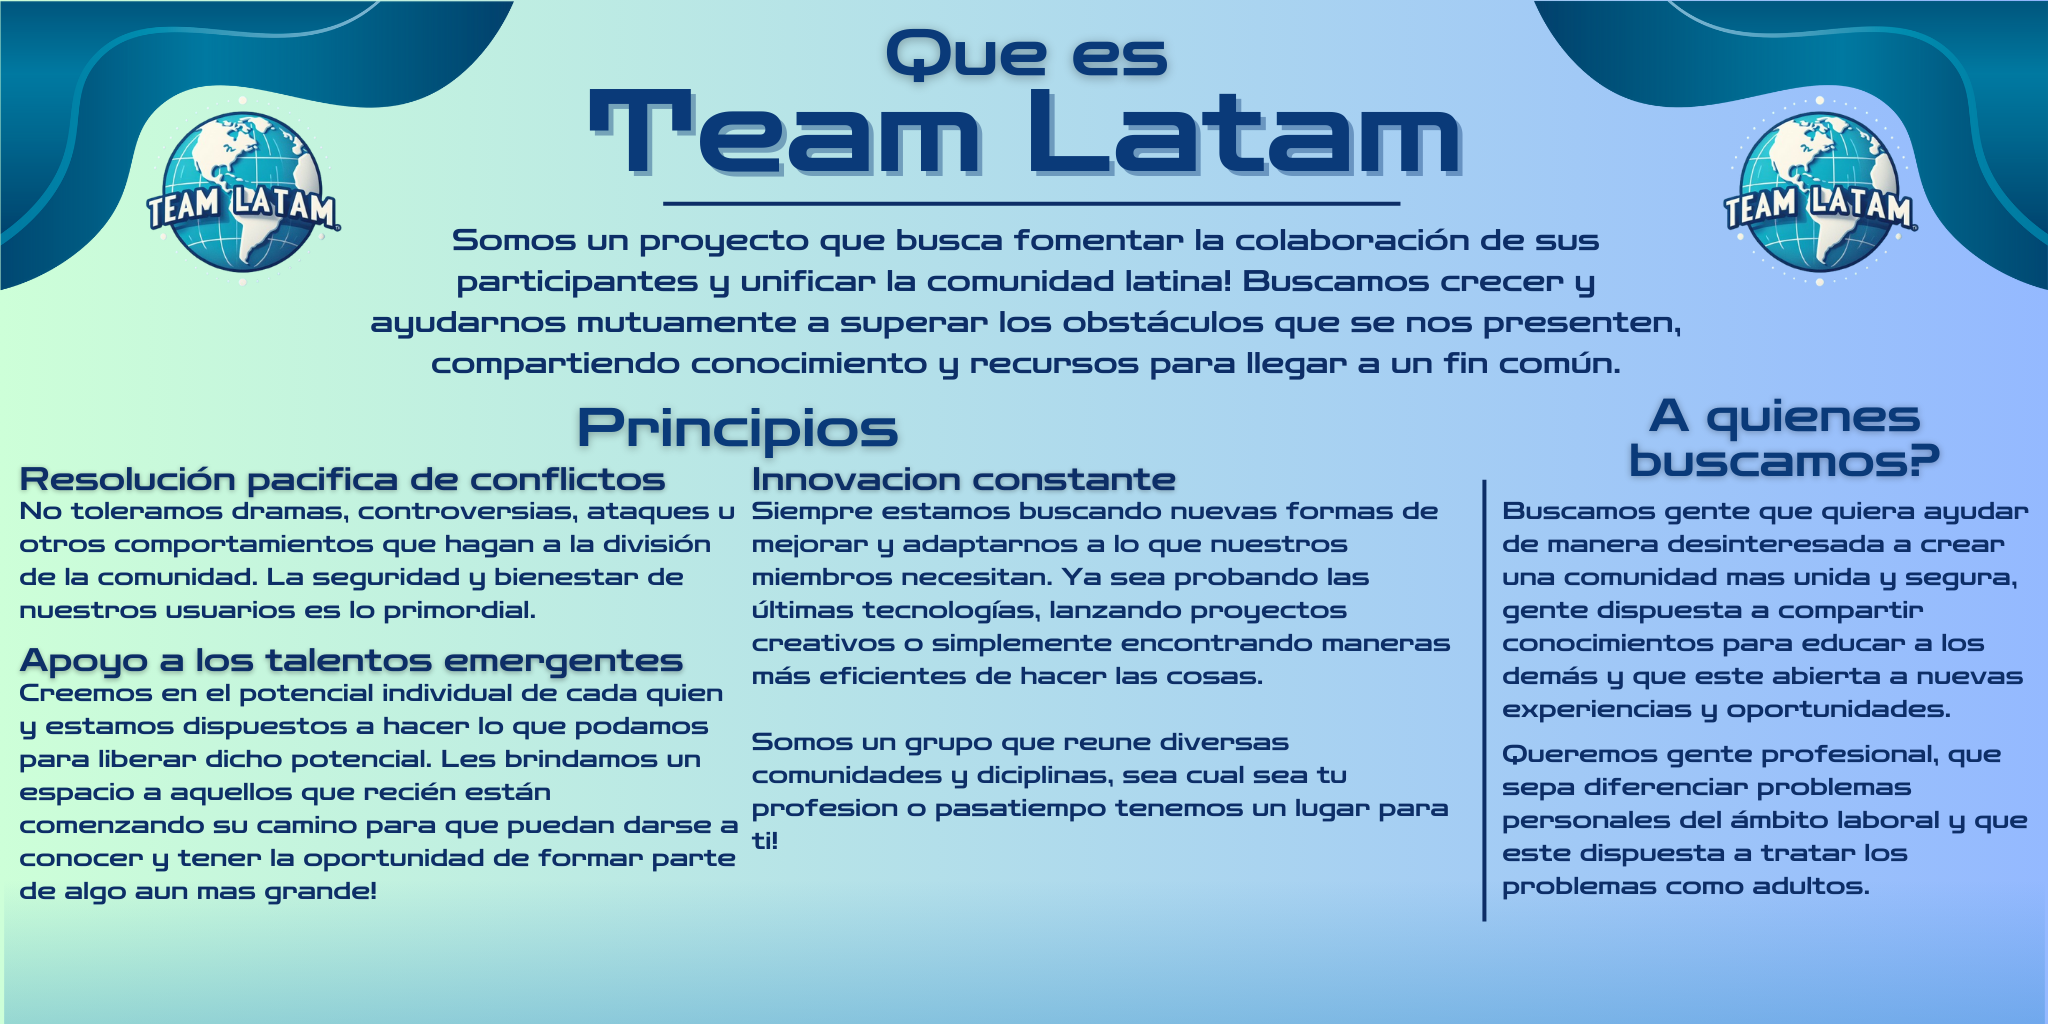 Que es
Team Latam
TEAM LATAM
TEAM LATAM
Somos un proyecto que busca fomentar la colaboración de sus
participantes y unificar la comunidad latina! Buscamos crecer y
ayudarnos mutuamente a superar los obstáculos que se nos presenten,
compartiendo conocimiento y recursos para llegar a un fin común.
Principios
Resolución pacifica de conflictos
No toleramos dramas, controversias, ataques u
otros comportamientos que hagan a la división
de la comunidad. La seguridad y bienestar de
nuestros usuarios es lo primordial.
Apoyo a los talentos emergentes
Creemos en el potencial individual de cada quien
y estamos dispuestos a hacer lo que podamos
para liberar dicho potencial. Les brindamos un
espacio a aquellos que recién están
comenzando su camino para que puedan darse a
conocer y tener la oportunidad de formar parte
de algo aun mas grande!
Innovacion constante
Siempre estamos buscando nuevas formas de
mejorar y adaptarnos a lo que nuestros
miembros necesitan. Ya sea probando las
últimas tecnologías, lanzando proyectos
creativos o simplemente encontrando maneras
más eficientes de hacer las cosas.
Somos un grupo que reune diversas
comunidades y diciplinas, sea cual sea tu
profesion o pasatiempo tenemos un lugar para
ti!
A quienes
buscamos?
Buscamos gente que quiera ayudar
de manera desinteresada a crear
una comunidad mas unida y segura,
gente dispuesta a compartir
conocimientos para educar a los
demás y que este abierta a nuevas
experiencias y oportunidades.
Queremos gente profesional, que
sepa diferenciar problemas
personales del ámbito laboral y que
este dispuesta a tratar los
problemas como adultos.